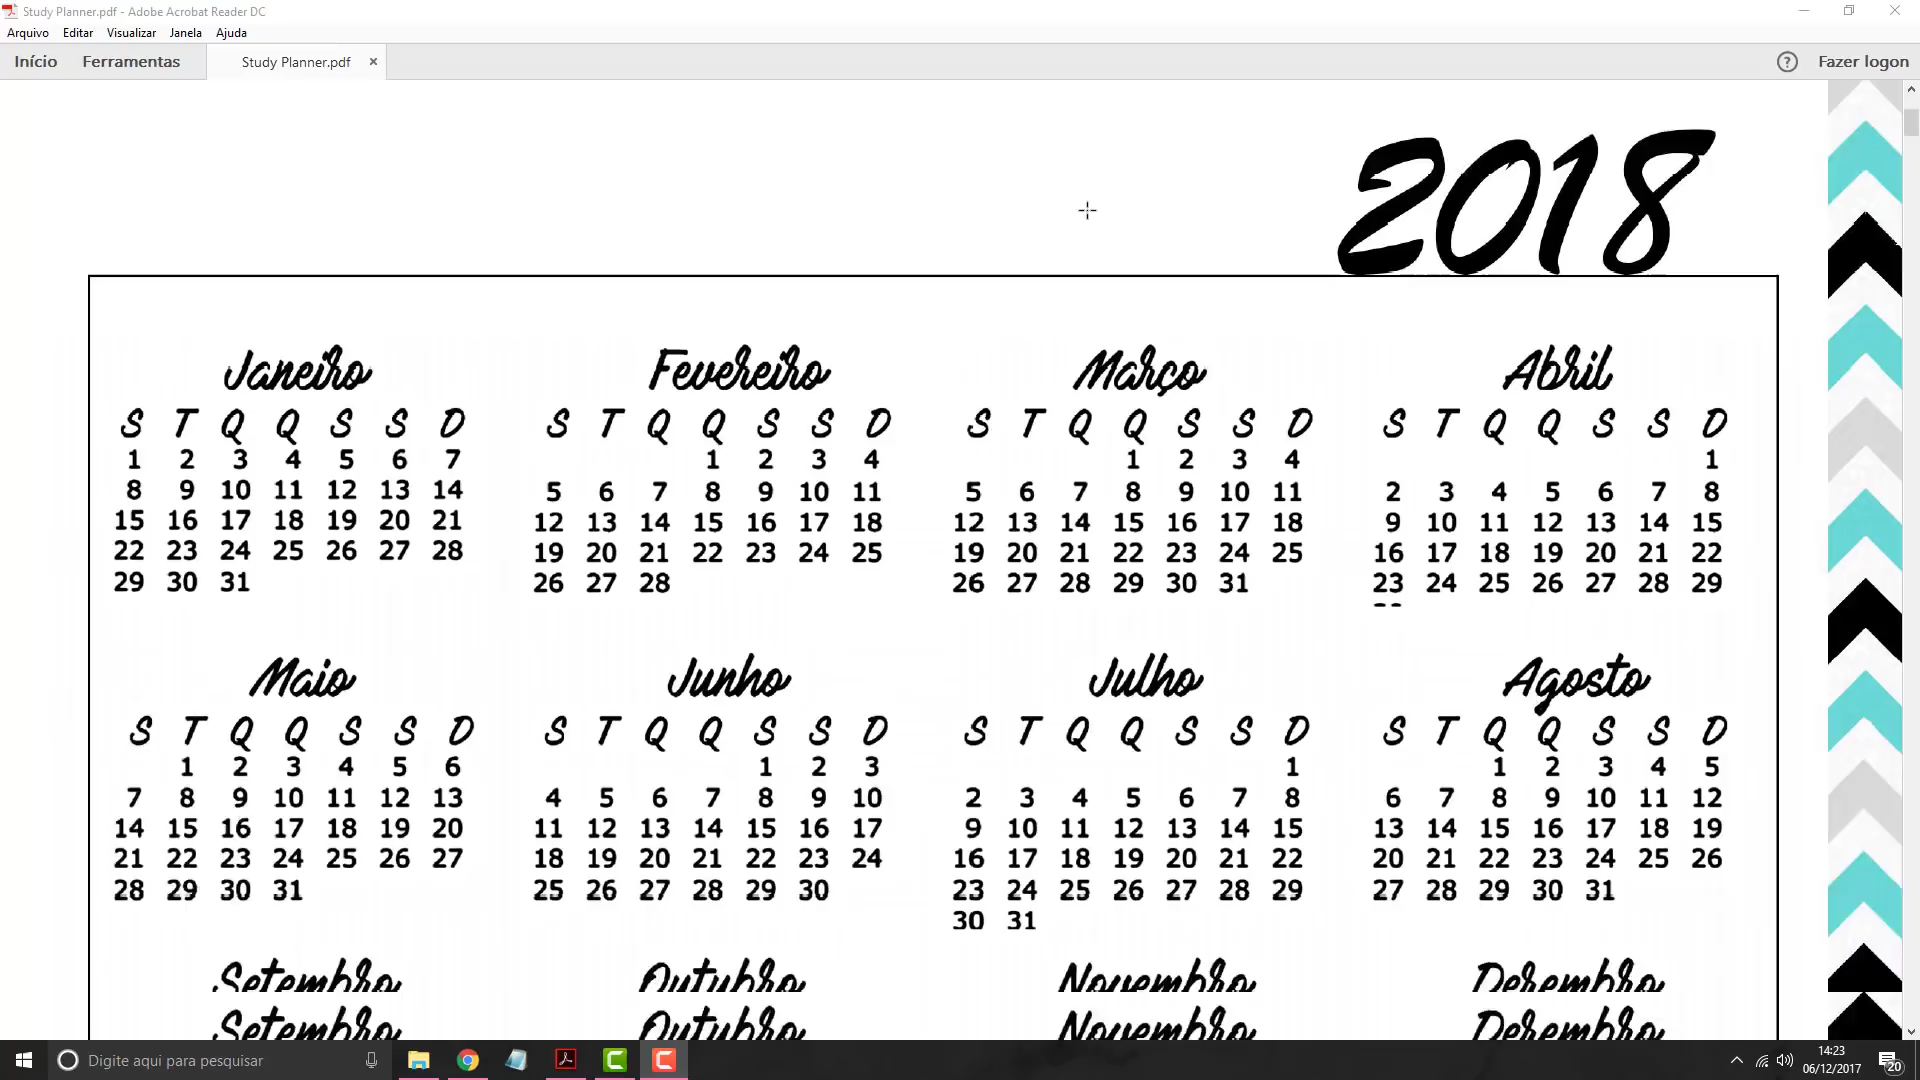 Study Planner.pdf - Adobe Acrobat Reader DC
Arquivo Editar Visualizar Janela Ajuda
Início Ferramentas Study Planner.pdf × ? Fazer logon
2018
Janeiro Fevereiro Março Abril
S T Q Q S S D S T Q Q S S D S T Q Q S S D S T Q Q S S D
1 2 3 4 5 6 7 1 2 3 4 1 2 3 4 1
8 9 10 11 12 13 14 5 6 7 8 9 10 11 5 6 7 8 9 10 11 2 3 4 5 6 7 8
15 16 17 18 19 20 21 12 13 14 15 16 17 18 12 13 14 15 16 17 18 9 10 11 12 13 14 15
22 23 24 25 26 27 28 19 20 21 22 23 24 25 19 20 21 22 23 24 25 16 17 18 19 20 21 22
29 30 31 26 27 28 26 27 28 29 30 31 23 24 25 26 27 28 29
Maio Junho Julho Agosto
S T Q Q S S D S T Q Q S S D S T Q Q S S D S T Q Q S S D
1 2 3 4 5 6 1 2 3 1 1 2 3 4 5
7 8 9 10 11 12 13 4 5 6 7 8 9 10 2 3 4 5 6 7 8 6 7 8 9 10 11 12
14 15 16 17 18 19 20 11 12 13 14 15 16 17 9 10 11 12 13 14 15 13 14 15 16 17 18 19
21 22 23 24 25 26 27 18 19 20 21 22 23 24 16 17 18 19 20 21 22 20 21 22 23 24 25 26
28 29 30 31 25 26 27 28 29 30 23 24 25 26 27 28 29 27 28 29 30 31
30 31
Setembro Outubro Novembro Dezembro
Setembro Outubro Novembro Dezembro
Digite aqui para pesquisar
14:23
06/12/2017
20